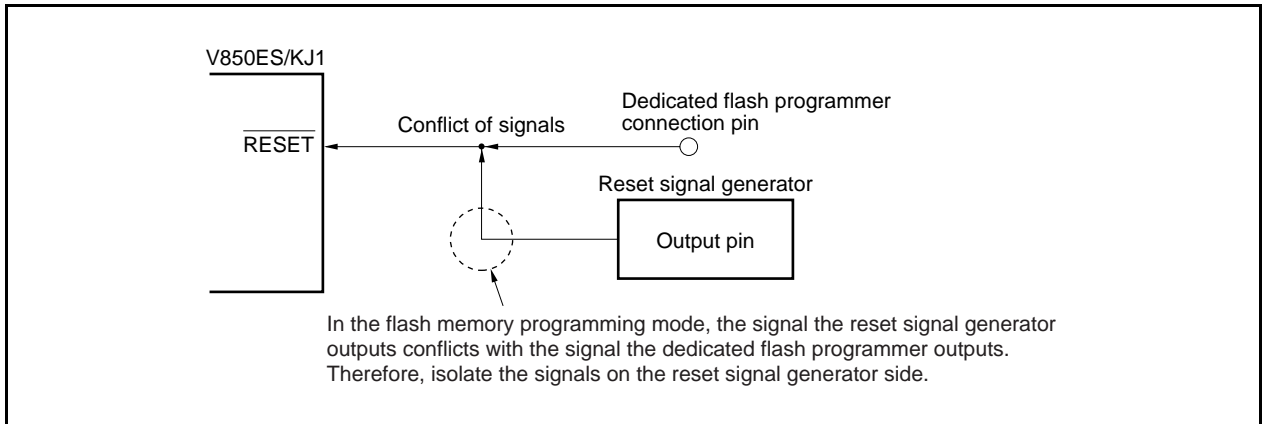 V850ES/KJ1
Dedicated flash programmer
connection pin
Conflict of signals
RESET
Reset signal generator
Output pin
In the flash memory programming mode, the signal the reset signal generator
outputs conflicts with the signal the dedicated flash programmer outputs.
Therefore, isolate the signals on the reset signal generator side.